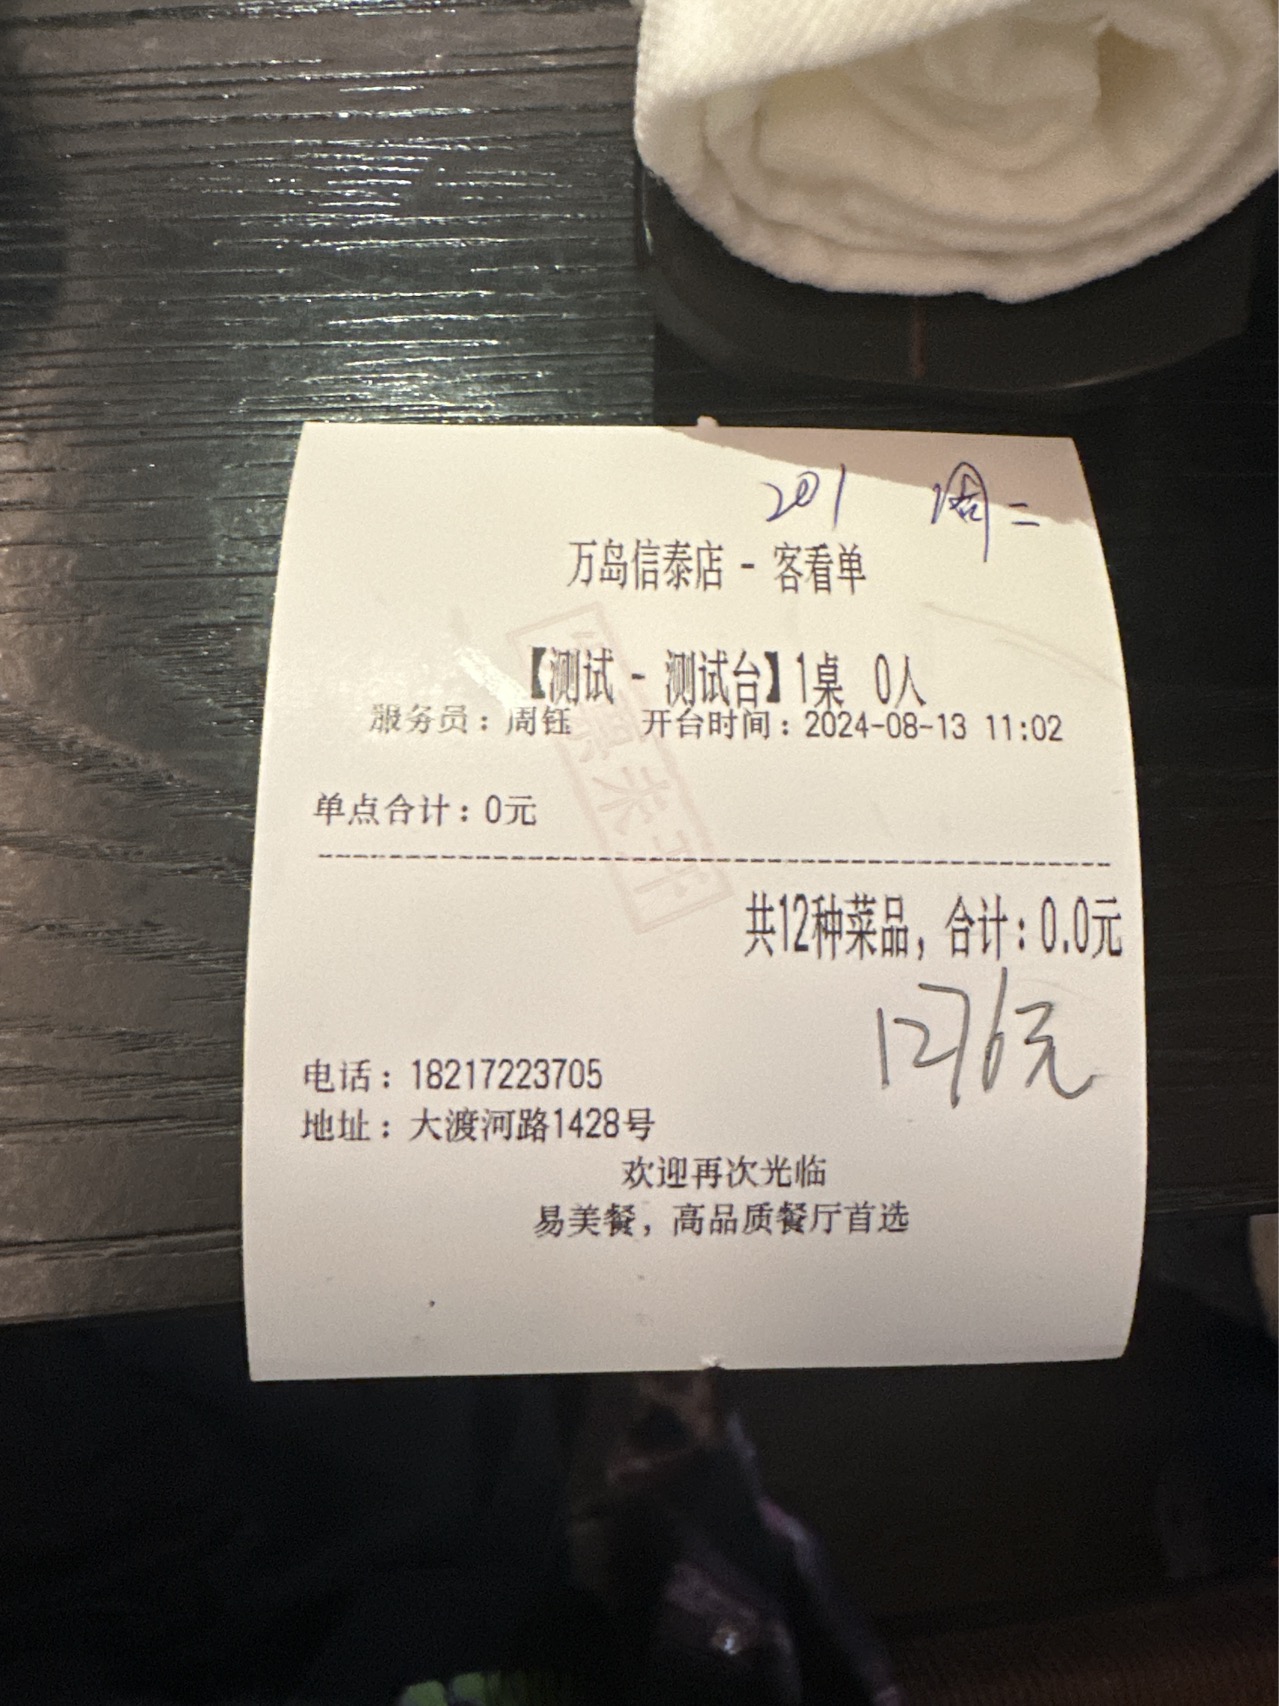 201 周二
万岛信泰店 - 客看单
【测试 - 测试台】1桌 0人
服务员：周钰 开台时间：2024-08-13 11:02
单点合计：0元
共12种菜品，合计：0.0元
1276元
电话：18217223705
地址：大渡河路1428号
欢迎再次光临
易美餐，高品质餐厅首选